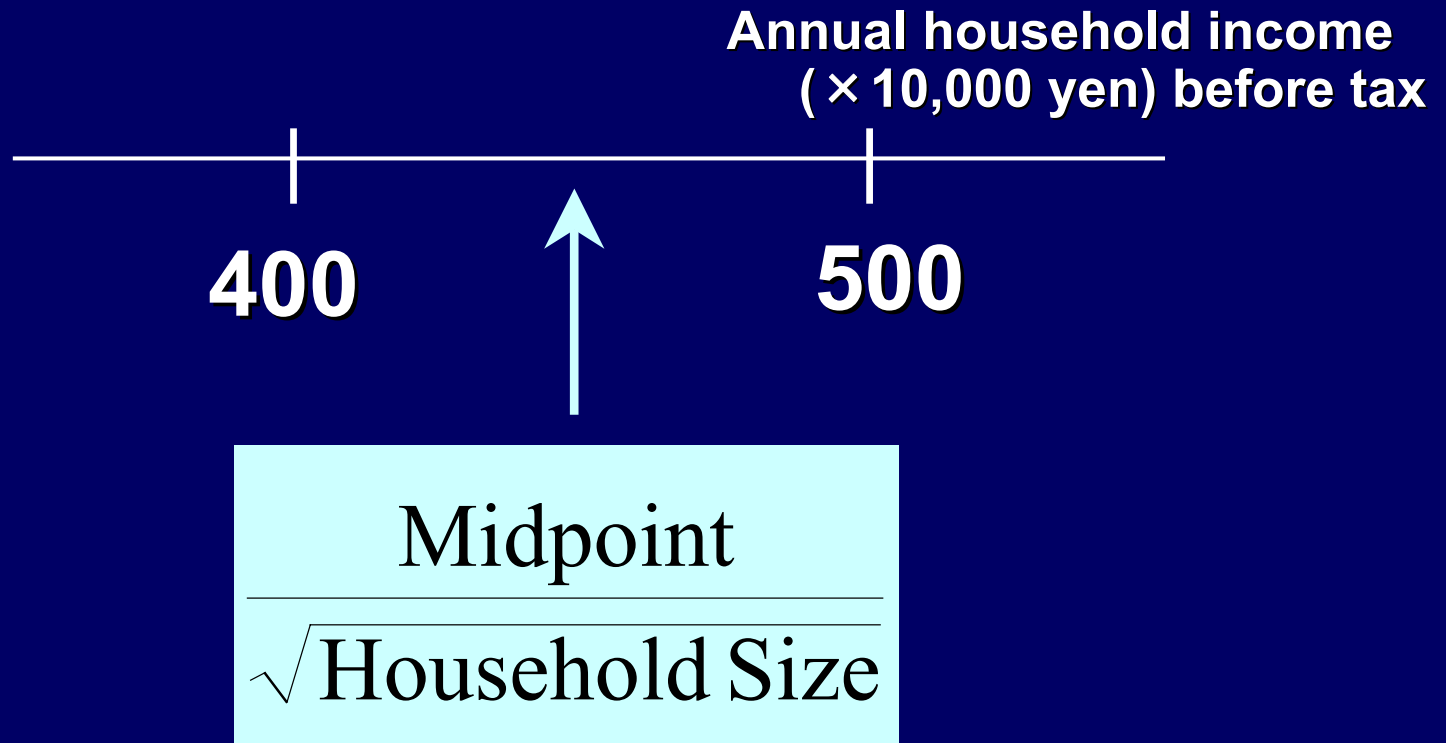 Annual household income
(×10,000 yen) before tax
400
500
Midpoint
√Household Size